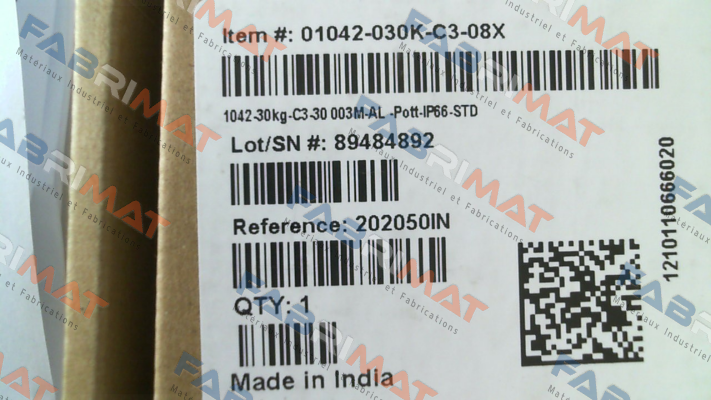 Item #: 01042-030K-C3-08X
1042-30kg-C3-30 003M-AL -Pott-IP66-STD
Lot/SN #: 89484892
Reference: 202050IN
QTY: 1
Made in India
1210110666020
FABRIMAT
Matériaux Industriel et Fabrications